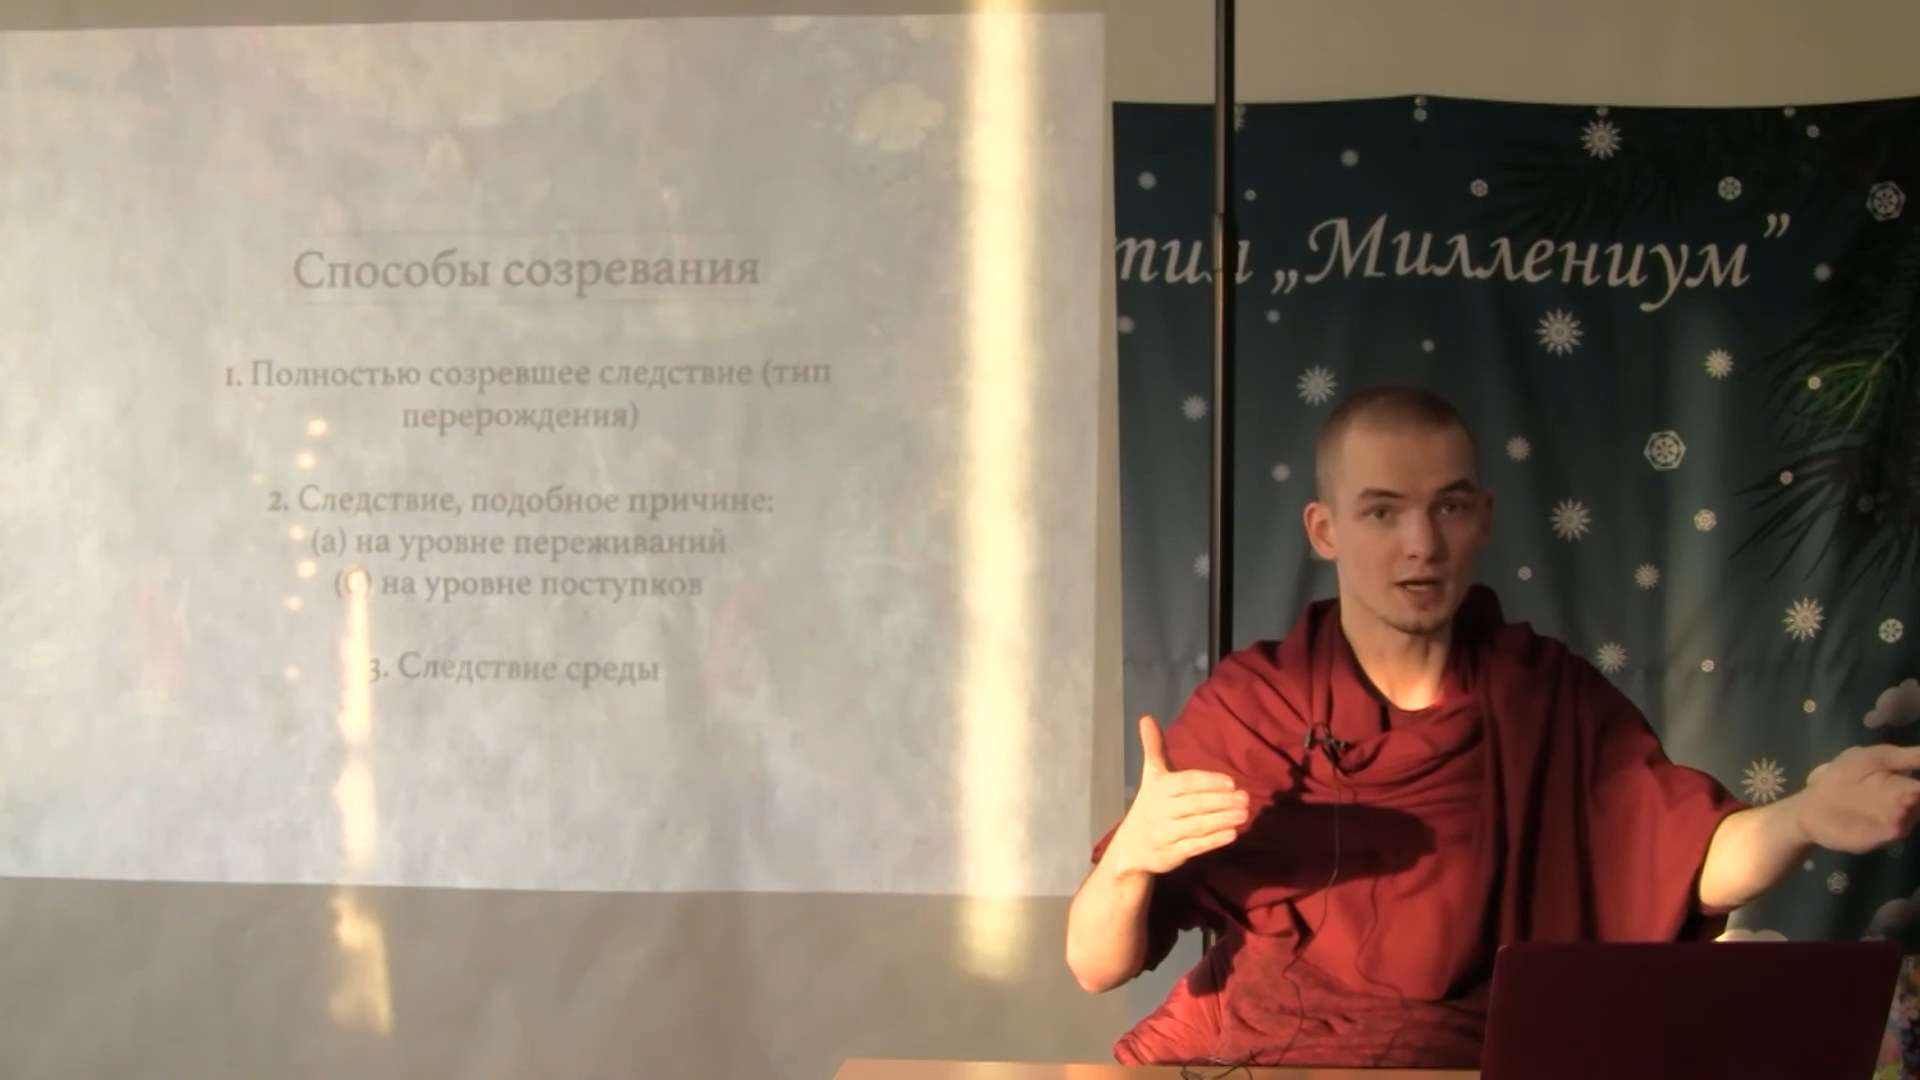 Способы созревания
1. Полностью созревшее следствие (тип
перерождения)
2. Следствие, подобное причине:
(а) на уровне переживаний
на уровне поступков
3. Следствие среды
„Миллениум”